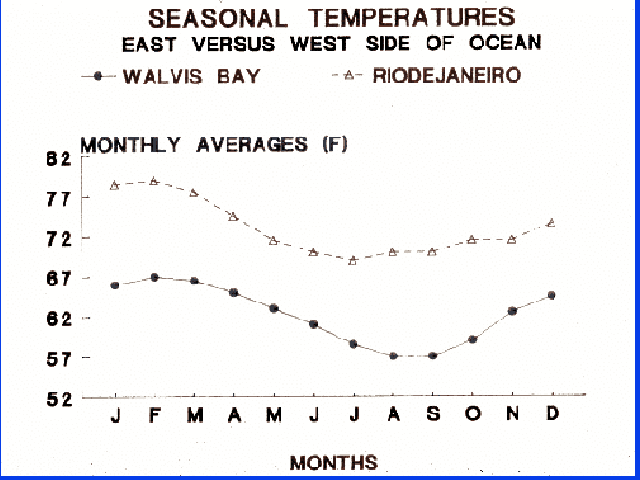 SEASONAL TEMPERATURES
EAST VERSUS WEST SIDE OF OCEAN
WALVIS BAY RIODEJANEIRO
MONTHLY AVERAGES (F)
82
77
72
67
62
57
52
J F M A M J J A S O N D
MONTHS